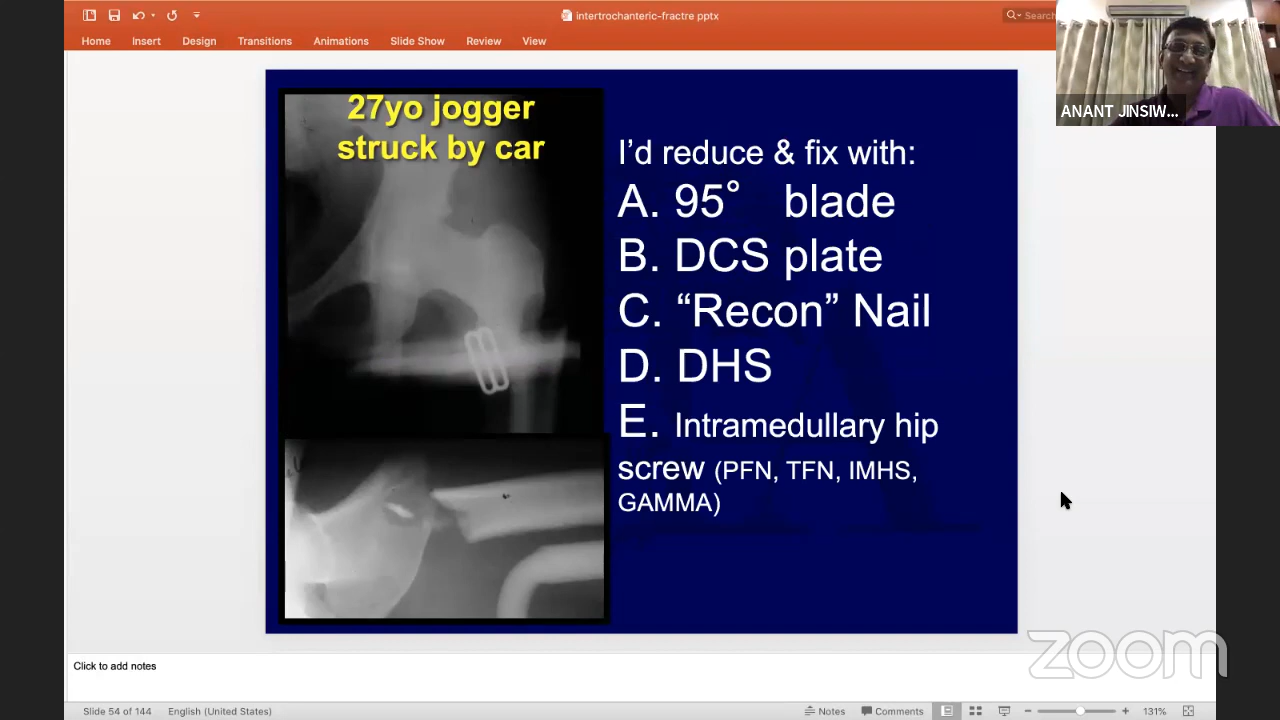 intertrochanteric-fractre pptx
Search
Home Insert Design Transitions Animations Slide Show Review View
ANANT JINSIW...
27yo jogger
struck by car
I'd reduce & fix with:
A. 95° blade
B. DCS plate
C. “Recon” Nail
D. DHS
E. Intramedullary hip
screw (PFN, TFN, IMHS,
GAMMA)
zoom
Click to add notes
Slide 54 of 144 English (United States) Notes Comments 131%